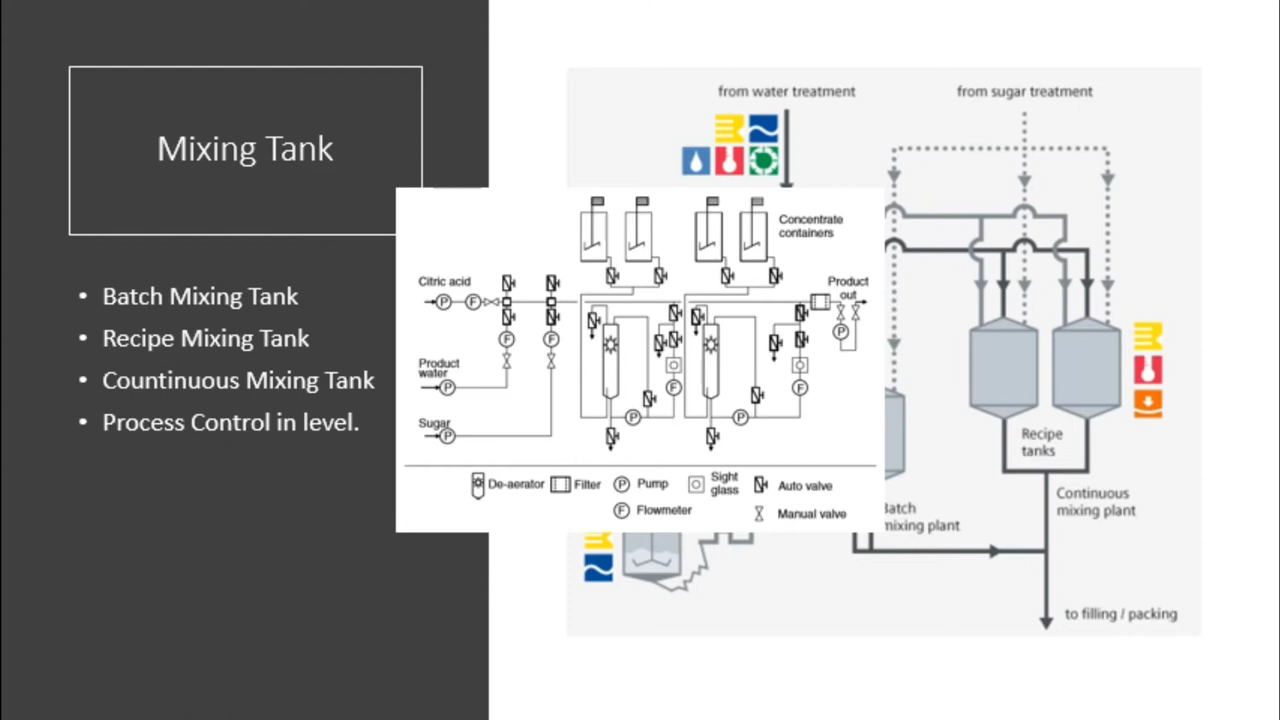 Mixing Tank
• Batch Mixing Tank
• Recipe Mixing Tank
• Countinuous Mixing Tank
• Process Control in level.
from water treatment
from sugar treatment
Concentrate
containers
Citric acid
P
F
Product
out
P
F
F
Product
water
P
F
F
Sugar
P
P
P
De-aerator
Filter
P Pump
Sight
glass
Auto valve
F Flowmeter
Manual valve
Recipe
tanks
Continuous
mixing plant
Batch
mixing plant
to filling / packing